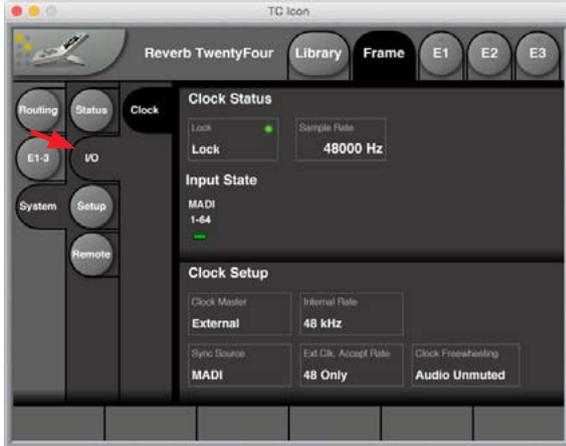 TC Icon
Reverb TwentyFour
Library
Frame
E1
E2
E3
Routing
Status
Clock
E1-3
I/O
System
Setup
Remote
Clock Status
Lock
Lock
Sample Rate
48000 Hz
Input State
MADI
1-64
Clock Setup
Clock Master
External
Internal Rate
48 kHz
Sync Source
MADI
Ext.Clk. Accept Rate
48 Only
Clock Freewheeling
Audio Unmuted